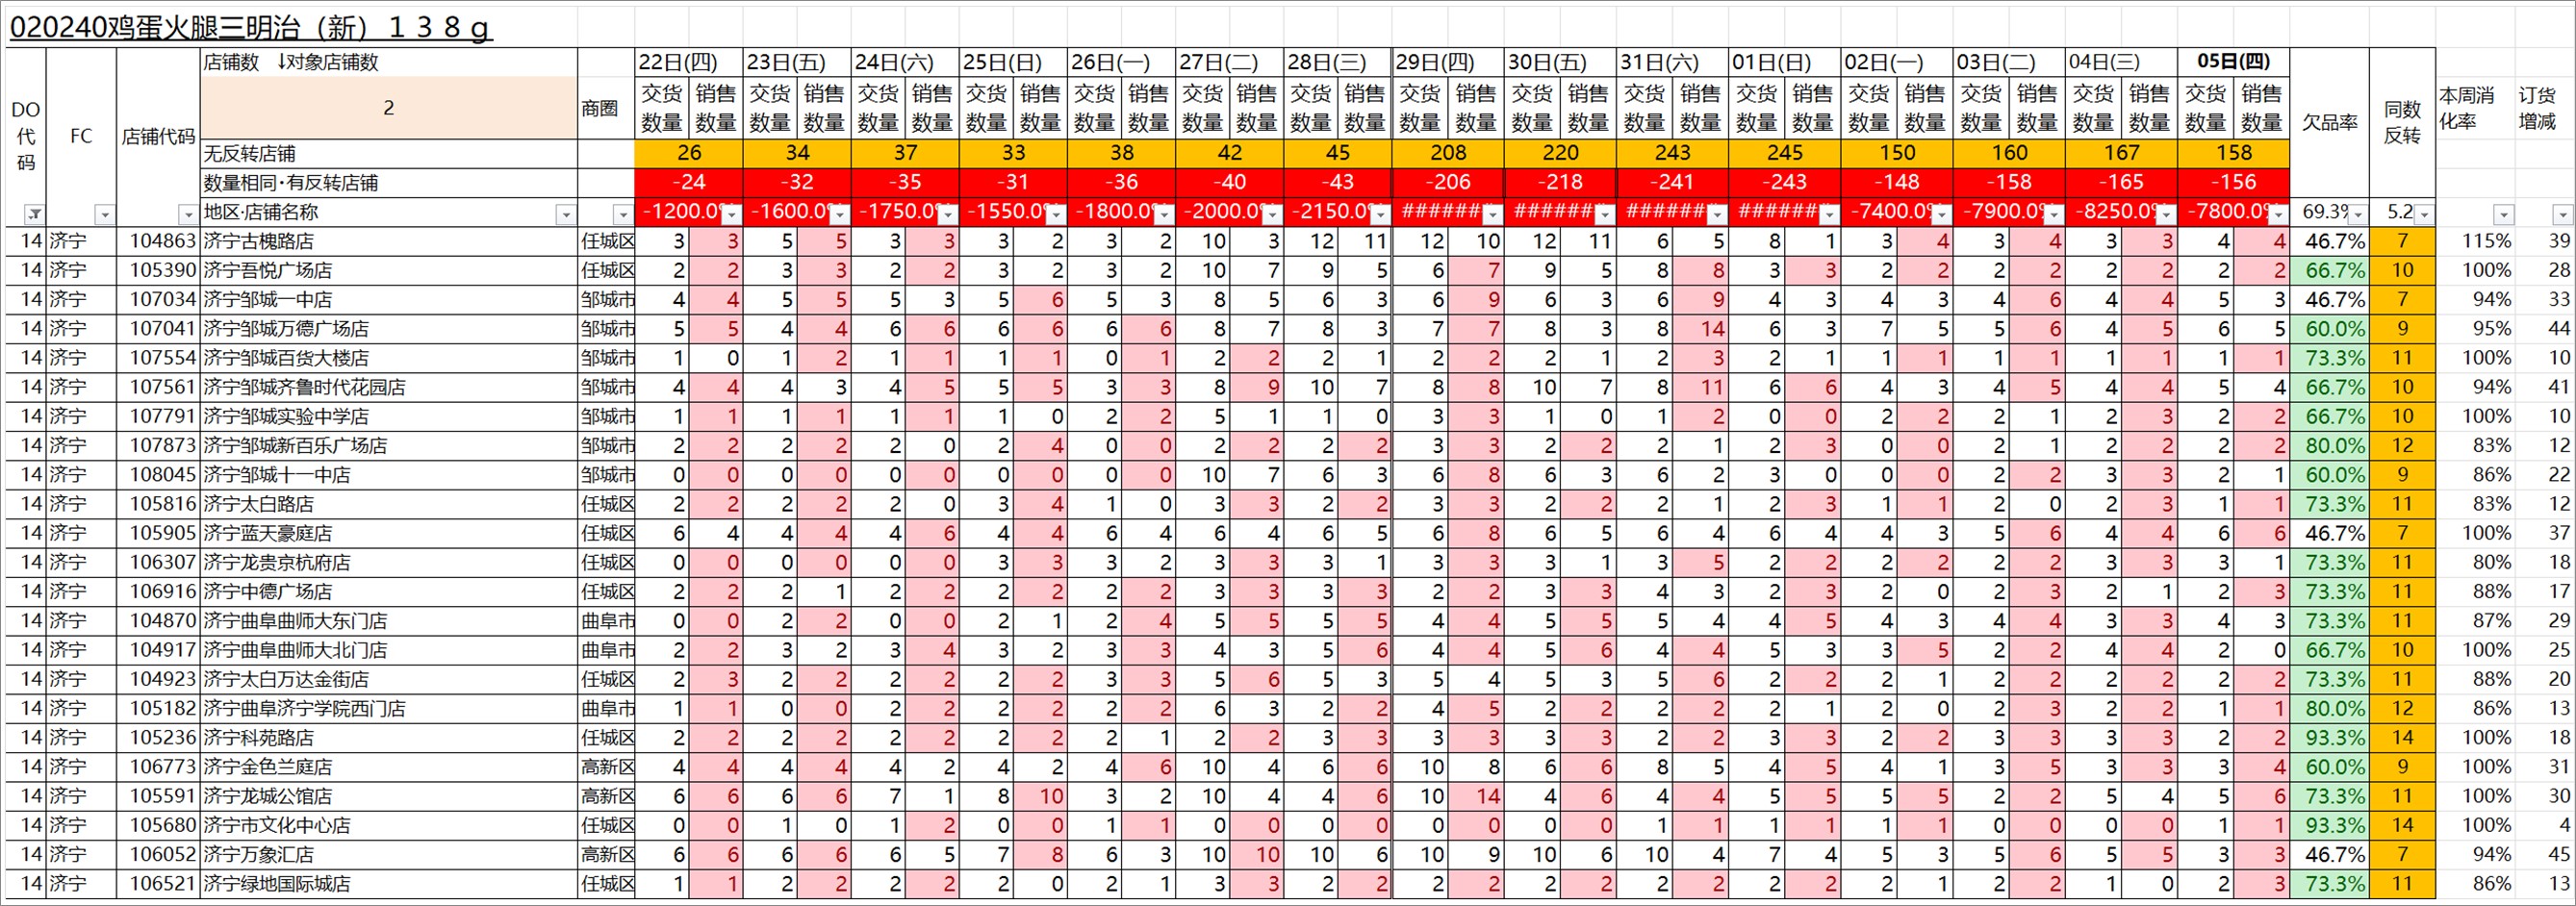 020240鸡蛋火腿三明治（新）１３８ｇ
店铺数 ↓对象店铺数 22日(四) 23日(五) 24日(六) 25日(日) 26日(一) 27日(二) 28日(三) 29日(四) 30日(五) 31日(六) 01日(日) 02日(一) 03日(二) 04日(三) 05日(四)
DO代码 FC 店铺代码 2 商圈 交货数量 销售数量 交货数量 销售数量 交货数量 销售数量 交货数量 销售数量 交货数量 销售数量 交货数量 销售数量 交货数量 销售数量 交货数量 销售数量 交货数量 销售数量 交货数量 销售数量 交货数量 销售数量 交货数量 销售数量 交货数量 销售数量 交货数量 销售数量 交货数量 销售数量 欠品率 同数反转 本周消化率 订货增减
无反转店铺 26 34 37 33 38 42 45 208 220 243 245 150 160 167 158
数量相同·有反转店铺 -24 -32 -35 -31 -36 -40 -43 -206 -218 -241 -243 -148 -158 -165 -156
地区·店铺名称 -1200.0% -1600.0% -1750.0% -1550.0% -1800.0% -2000.0% -2150.0% ###### ###### ###### ###### -7400.0% -7900.0% -8250.0% -7800.0% 69.3% 5.2
14 济宁 104863 济宁古槐路店 任城区 3 3 5 5 3 3 3 2 3 2 10 3 12 11 12 10 12 11 6 5 8 1 3 4 3 4 3 3 4 4 46.7% 7 115% 39
14 济宁 105390 济宁吾悦广场店 任城区 2 2 3 3 2 2 3 2 3 2 10 7 9 5 6 7 9 5 8 8 3 3 2 2 2 2 2 2 2 2 66.7% 10 100% 28
14 济宁 107034 济宁邹城一中店 邹城市 4 4 5 5 5 3 5 6 5 3 8 5 6 3 6 9 6 3 6 9 4 3 4 3 4 6 4 4 5 3 46.7% 7 94% 33
14 济宁 107041 济宁邹城万德广场店 邹城市 5 5 4 4 6 6 6 6 6 6 8 7 8 3 7 7 8 3 8 14 6 3 7 5 5 6 4 5 6 5 60.0% 9 95% 44
14 济宁 107554 济宁邹城百货大楼店 邹城市 1 0 1 2 1 1 1 1 0 1 2 2 2 1 2 2 2 1 2 3 2 1 1 1 1 1 1 1 1 1 73.3% 11 100% 10
14 济宁 107561 济宁邹城齐鲁时代花园店 邹城市 4 4 4 3 4 5 5 5 3 3 8 9 10 7 8 8 10 7 8 11 6 6 4 3 4 5 4 4 5 4 66.7% 10 94% 41
14 济宁 107791 济宁邹城实验中学店 邹城市 1 1 1 1 1 1 1 0 2 2 5 1 1 0 3 3 1 0 1 2 0 0 2 2 2 1 2 3 2 2 66.7% 10 100% 10
14 济宁 107873 济宁邹城新百乐广场店 邹城市 2 2 2 2 2 0 2 4 0 0 2 2 2 2 3 3 2 2 2 1 2 3 0 0 2 1 2 2 2 2 80.0% 12 83% 12
14 济宁 108045 济宁邹城十一中店 邹城市 0 0 0 0 0 0 0 0 0 0 10 7 6 3 6 8 6 3 6 2 3 0 0 0 2 2 3 3 2 1 60.0% 9 86% 22
14 济宁 105816 济宁太白路店 任城区 2 2 2 2 2 0 3 4 1 0 3 3 2 2 3 3 2 2 2 1 2 3 1 1 2 0 2 3 1 1 73.3% 11 83% 12
14 济宁 105905 济宁蓝天豪庭店 任城区 6 4 4 4 4 6 4 4 6 4 6 4 6 5 6 8 6 5 6 4 6 4 4 3 5 6 4 4 6 6 46.7% 7 100% 37
14 济宁 106307 济宁龙贵京杭府店 任城区 0 0 0 0 0 0 3 3 3 2 3 3 3 1 3 3 3 1 3 5 2 2 2 2 2 2 3 3 3 1 73.3% 11 80% 18
14 济宁 106916 济宁中德广场店 任城区 2 2 2 1 2 2 2 2 2 2 3 3 3 3 2 2 3 3 4 3 2 3 2 0 2 3 2 1 2 3 73.3% 11 88% 17
14 济宁 104870 济宁曲阜曲师大东门店 曲阜市 0 0 2 2 0 0 2 1 2 4 5 5 5 5 4 4 5 5 5 4 4 5 4 3 4 4 3 3 4 3 73.3% 11 87% 29
14 济宁 104917 济宁曲阜曲师大北门店 曲阜市 2 2 3 2 3 4 3 2 3 3 4 3 5 6 4 4 5 6 4 4 5 3 3 5 2 2 4 4 2 0 66.7% 10 100% 25
14 济宁 104923 济宁太白万达金街店 任城区 2 3 2 2 2 2 2 2 3 3 5 6 5 3 5 4 5 3 5 6 2 2 2 1 2 2 2 2 2 2 73.3% 11 88% 20
14 济宁 105182 济宁曲阜济宁学院西门店 曲阜市 1 1 0 0 2 2 2 2 2 2 6 3 2 2 4 5 2 2 2 2 2 1 2 0 2 3 2 2 1 1 80.0% 12 86% 13
14 济宁 105236 济宁科苑路店 任城区 2 2 2 2 2 2 2 2 2 1 2 2 3 3 3 3 3 3 2 2 3 3 2 2 3 3 3 3 2 2 93.3% 14 100% 18
14 济宁 106773 济宁金色兰庭店 高新区 4 4 4 4 4 2 4 2 4 6 10 4 6 6 10 8 6 6 8 5 4 5 4 1 3 5 3 3 3 4 60.0% 9 100% 31
14 济宁 105591 济宁龙城公馆店 高新区 6 6 6 6 7 1 8 10 3 2 10 4 4 6 10 14 4 6 4 4 5 5 5 5 2 2 5 4 5 6 73.3% 11 100% 30
14 济宁 105680 济宁市文化中心店 任城区 0 0 1 0 1 2 0 0 1 1 0 0 0 0 0 0 0 0 1 1 1 1 1 1 0 0 0 0 1 1 93.3% 14 100% 4
14 济宁 106052 济宁万象汇店 高新区 6 6 6 6 6 5 7 8 6 3 10 10 10 6 10 9 10 6 10 4 7 4 5 3 5 6 5 5 3 3 46.7% 7 94% 45
14 济宁 106521 济宁绿地国际城店 任城区 1 1 2 2 2 2 2 0 2 1 3 3 2 2 2 2 2 2 2 2 2 2 2 1 2 2 1 0 2 3 73.3% 11 86% 13